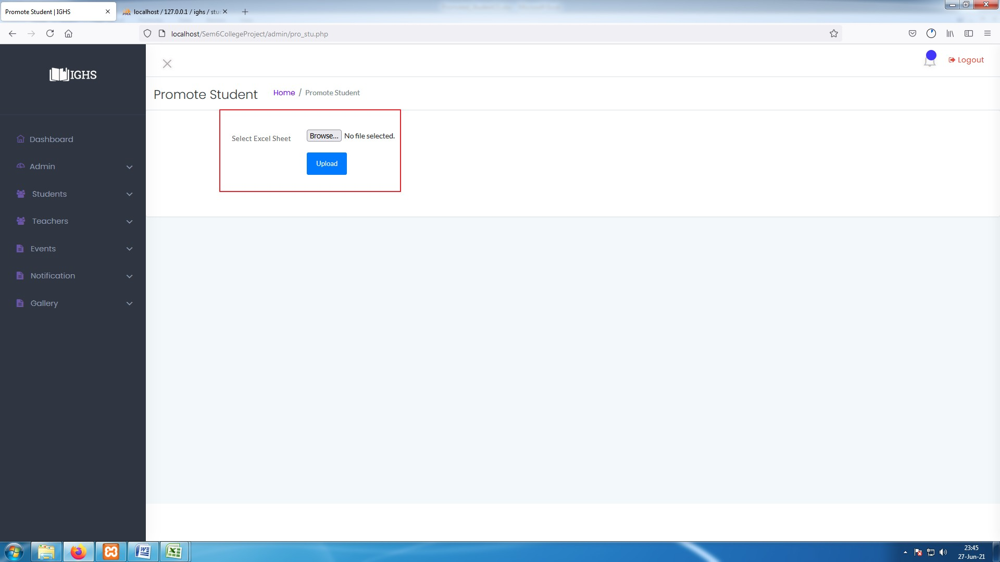 Promote Student | IGHS
localhost / 127.0.0.1 / ighs / stu
localhost/Sem6CollegeProject/admin/pro_stu.php
IGHS
Logout
Promote Student
Home / Promote Student
Select Excel Sheet
Browse... No file selected.
Upload
Dashboard
Admin
Students
Teachers
Events
Notification
Gallery
23:45
27-Jun-21